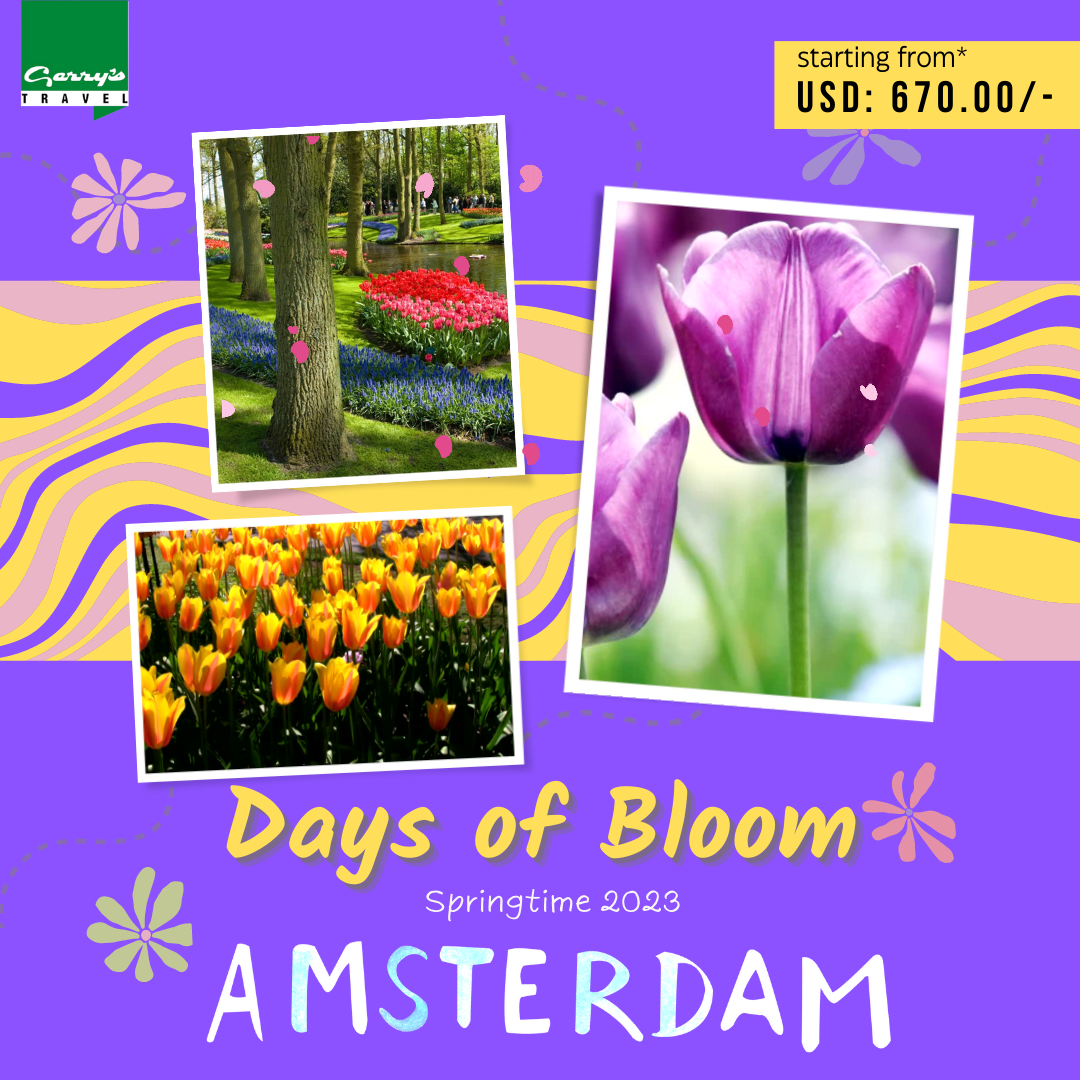 Garry's
TRAVEL
starting from*
USD: 670.00/-
Days of Bloom
Springtime 2023
AMSTERDAM